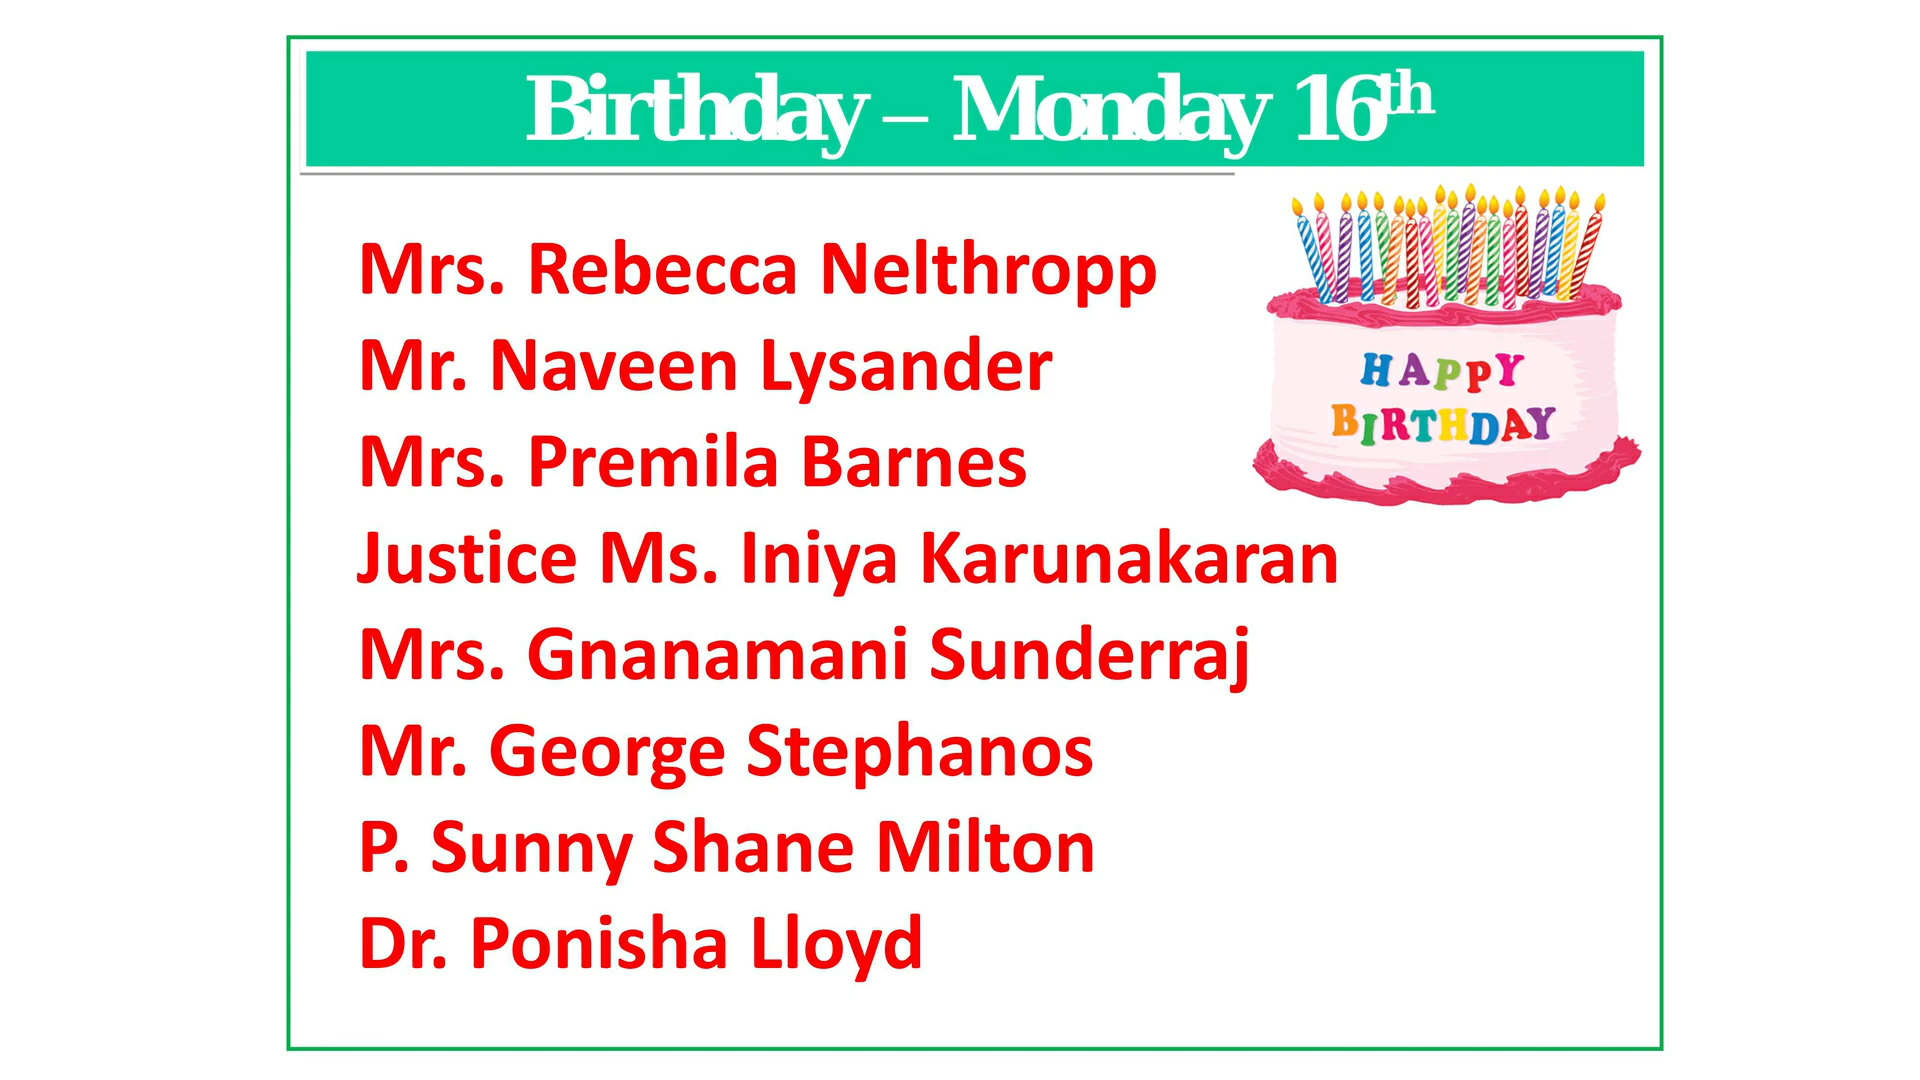 Birthday – Monday 16th
Mrs. Rebecca Nelthropp
Mr. Naveen Lysander
Mrs. Premila Barnes
Justice Ms. Iniya Karunakaran
Mrs. Gnanamani Sunderraj
Mr. George Stephanos
P. Sunny Shane Milton
Dr. Ponisha Lloyd
HAPPY
BIRTHDAY